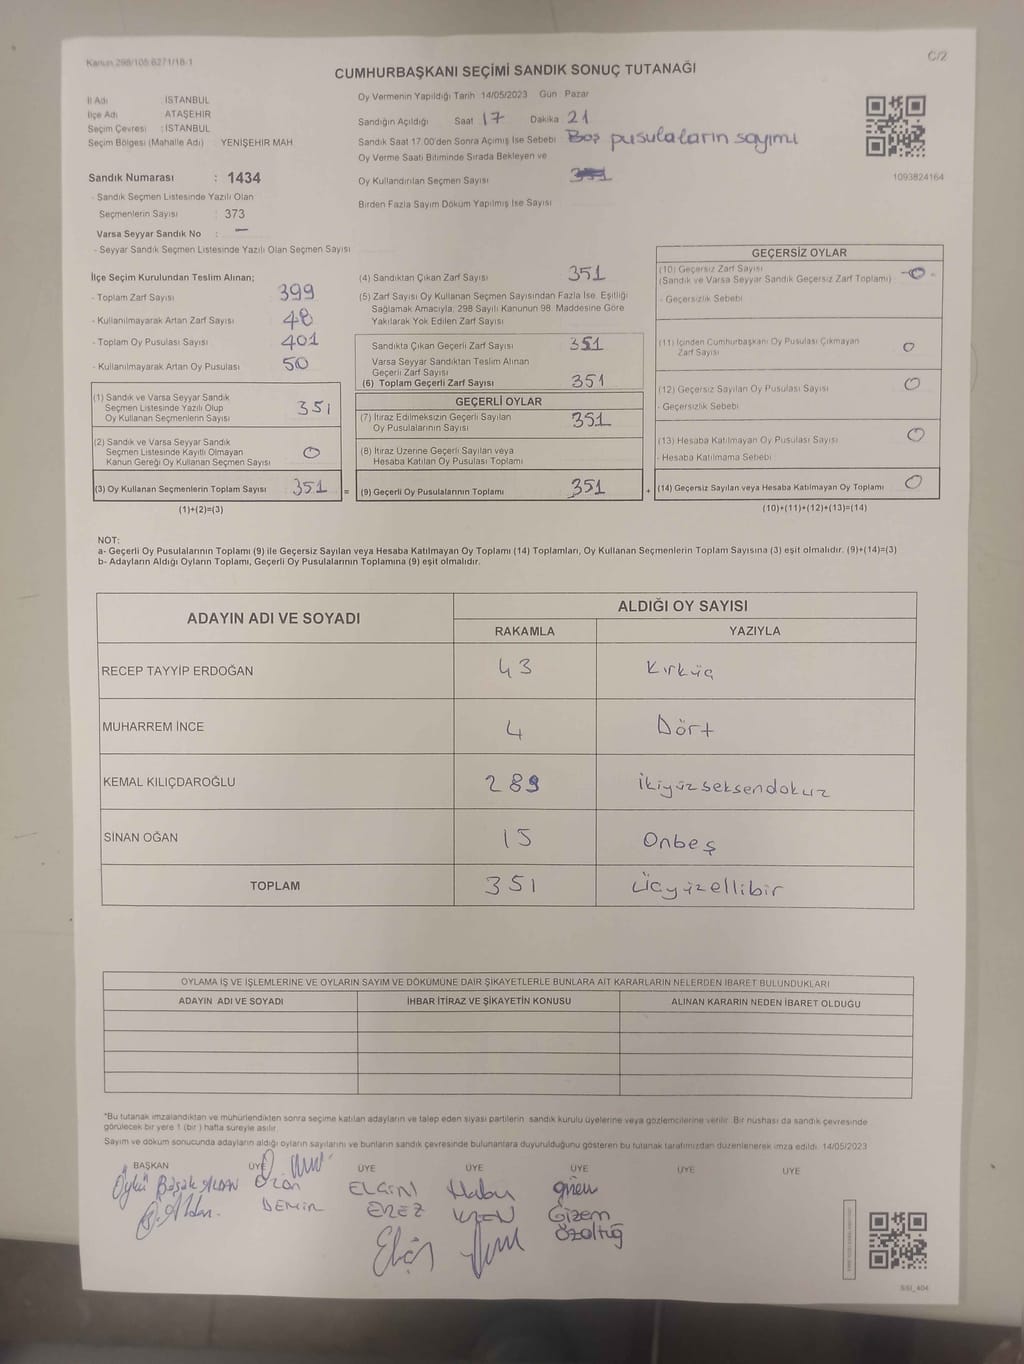 Kanun 298/105 6271/18-1
C/2
CUMHURBAŞKANI SEÇİMİ SANDIK SONUÇ TUTANAĞI
İl Adı : İSTANBUL
İlçe Adı : ATAŞEHİR
Seçim Çevresi : İSTANBUL
Seçim Bölgesi (Mahalle Adı) YENİŞEHİR MAH.
Sandık Numarası : 1434
- Sandık Seçmen Listesinde Yazılı Olan
Seçmenlerin Sayısı : 373
Varsa Seyyar Sandık No : —
- Seyyar Sandık Seçmen Listesinde Yazılı Olan Seçmen Sayısı
Oy Vermenin Yapıldığı Tarih 14/05/2023 Gün Pazar
Sandığın Açıldığı Saat 17 Dakika 21
Sandık Saat 17.00'den Sonra Açımış İse Sebebi Boş pusulaların sayımı
Oy Verme Saati Bitiminde Sırada Bekleyen ve
Oy Kullandırılan Seçmen Sayısı
Birden Fazla Sayım Döküm Yapılmış İse Sayısı
1093824164
İlçe Seçim Kurulundan Teslim Alınan;
- Toplam Zarf Sayısı 399
- Kullanılmayarak Artan Zarf Sayısı 48
- Toplam Oy Pusulası Sayısı 401
- Kullanılmayarak Artan Oy Pusulası 50
(1) Sandık ve Varsa Seyyar Sandık
Seçmen Listesinde Yazılı Olup
Oy Kullanan Seçmenlerin Sayısı 351
(2) Sandık ve Varsa Seyyar Sandık
Seçmen Listesinde Kayıtlı Olmayan
Kanun Gereği Oy Kullanan Seçmen Sayısı 0
(3) Oy Kullanan Seçmenlerin Toplam Sayısı 351 =
(1)+(2)=(3)
(4) Sandıktan Çıkan Zarf Sayısı 351
(5) Zarf Sayısı Oy Kullanan Seçmen Sayısından Fazla İse, Eşitliği
Sağlamak Amacıyla, 298 Sayılı Kanunun 98. Maddesine Göre
Yakılarak Yok Edilen Zarf Sayısı
Sandıkta Çıkan Geçerli Zarf Sayısı 351
Varsa Seyyar Sandıktan Teslim Alınan
Geçerli Zarf Sayısı
(6) Toplam Geçerli Zarf Sayısı 351
GEÇERLİ OYLAR
(7) İtiraz Edilmeksizin Geçerli Sayılan
Oy Pusulalarının Sayısı 351
(8) İtiraz Üzerine Geçerli Sayılan veya
Hesaba Katılan Oy Pusulası Toplamı
(9) Geçerli Oy Pusulalarının Toplamı 351 +
GEÇERSİZ OYLAR
(10) Geçersiz Zarf Sayısı
(Sandık ve Varsa Seyyar Sandık Geçersiz Zarf Toplamı) -0-
- Geçersizlik Sebebi
(11) İçinden Cumhurbaşkanı Oy Pusulası Çıkmayan
Zarf Sayısı 0
(12) Geçersiz Sayılan Oy Pusulası Sayısı 0
- Geçersizlik Sebebi
(13) Hesaba Katılmayan Oy Pusulası Sayısı 0
- Hesaba Katılmama Sebebi
(14) Geçersiz Sayılan veya Hesaba Katılmayan Oy Toplamı 0
(10)+(11)+(12)+(13)=(14)
NOT:
a- Geçerli Oy Pusulalarının Toplamı (9) ile Geçersiz Sayılan veya Hesaba Katılmayan Oy Toplamı (14) Toplamları, Oy Kullanan Seçmenlerin Toplam Sayısına (3) eşit olmalıdır. (9)+(14)=(3)
b- Adayların Aldığı Oyların Toplamı, Geçerli Oy Pusulalarının Toplamına (9) eşit olmalıdır.
ADAYIN ADI VE SOYADI
ALDIĞI OY SAYISI
RAKAMLA YAZIYLA
RECEP TAYYİP ERDOĞAN 43 Kırküç
MUHARREM İNCE 4 Dört
KEMAL KILIÇDAROĞLU 289 ikiyüzseksendokuz
SİNAN OĞAN 15 Onbeş
TOPLAM 351 Üçyüzellibir
OYLAMA İŞ VE İŞLEMLERİNE VE OYLARIN SAYIM VE DÖKÜMÜNE DAİR ŞİKAYETLERLE BUNLARA AİT KARARLARIN NELERDEN İBARET BULUNDUKLARI
ADAYIN ADI VE SOYADI İHBAR İTİRAZ VE ŞİKAYETİN KONUSU ALINAN KARARIN NEDEN İBARET OLDUĞU
*Bu tutanak imzalandıktan ve mühürlendikten sonra seçime katılan adayların ve talep eden siyasi partilerin sandık kurulu üyelerine veya gözlemcilerine verilir. Bir nüshası da sandık çevresinde
görülecek bir yere 1 (bir ) hafta süreyle asılır.
Sayım ve döküm sonucunda adayların aldığı oyların sayılarını ve bunların sandık çevresinde bulunanlara duyurulduğunu gösteren bu tutanak tarafımızdan düzenlenerek imza edildi. 14/05/2023
BAŞKAN ÜYE ÜYE ÜYE ÜYE ÜYE ÜYE
Öykü Başak ALDAN Ozan
DEMİR EREZ Gizem
Özaltuğ
SSI_404